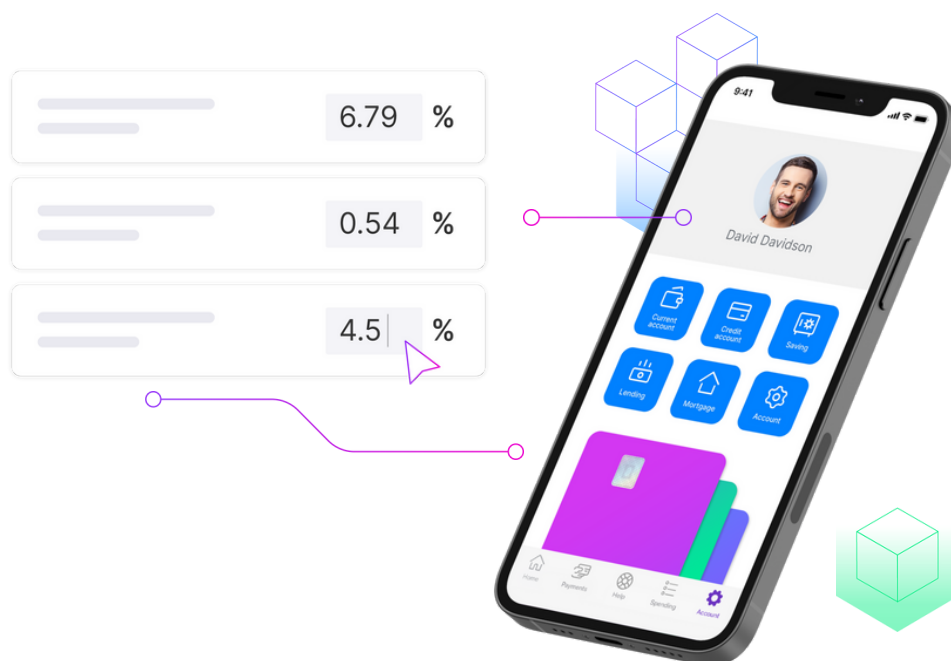 6.79 %
0.54 %
4.5 %
9:41
David Davidson
Current
account
Credit
account
Saving
Lending
Mortgage
Account
Home
Payments
Help
Spending
Account